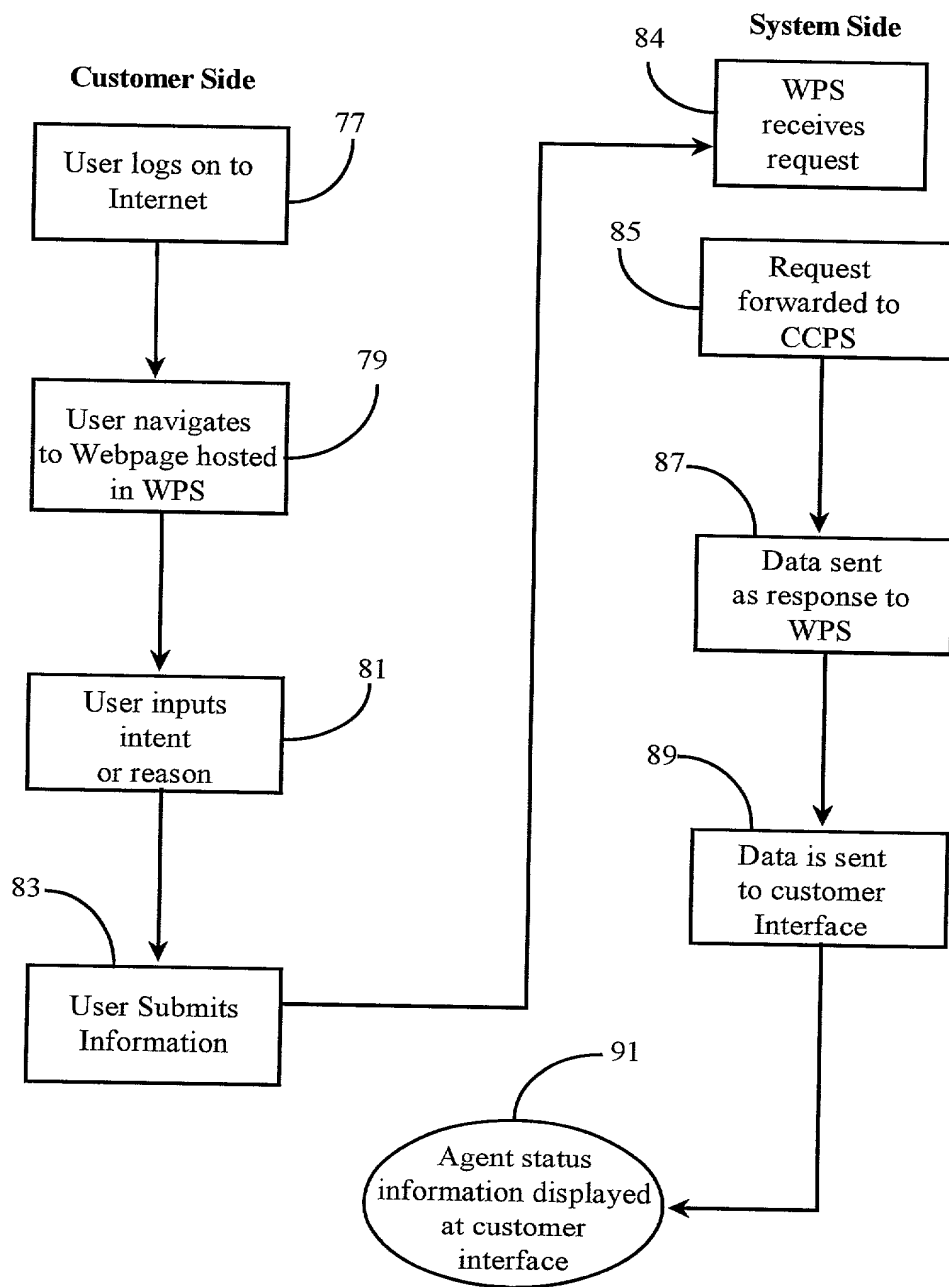 Customer Side
77
User logs on to
Internet
79
User navigates
to Webpage hosted
in WPS
81
User inputs
intent
or reason
83
User Submits
Information
System Side
84
WPS
receives
request
85
Request
forwarded to
CCPS
87
Data sent
as response to
WPS
89
Data is sent
to customer
Interface
91
Agent status
information displayed
at customer
interface